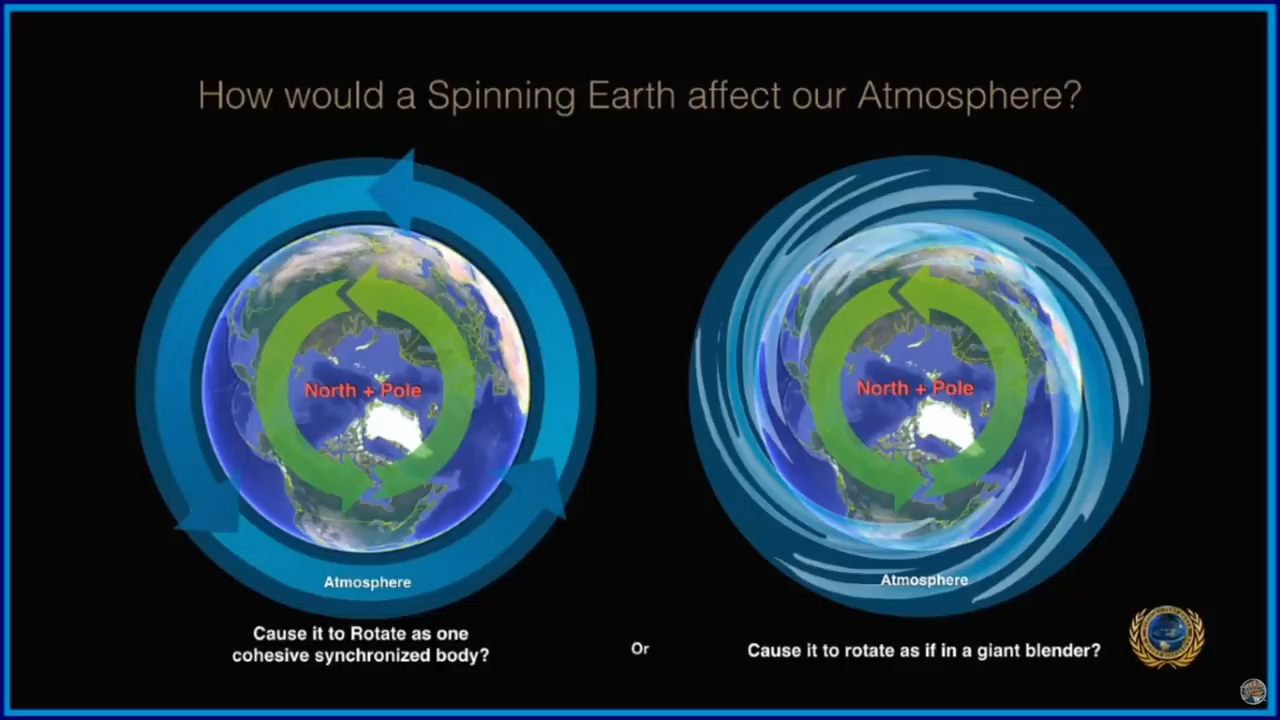 How would a Spinning Earth affect our Atmosphere?
North + Pole
North + Pole
Atmosphere
Atmosphere
Cause it to Rotate as one
cohesive synchronized body?
Or
Cause it to rotate as if in a giant blender?